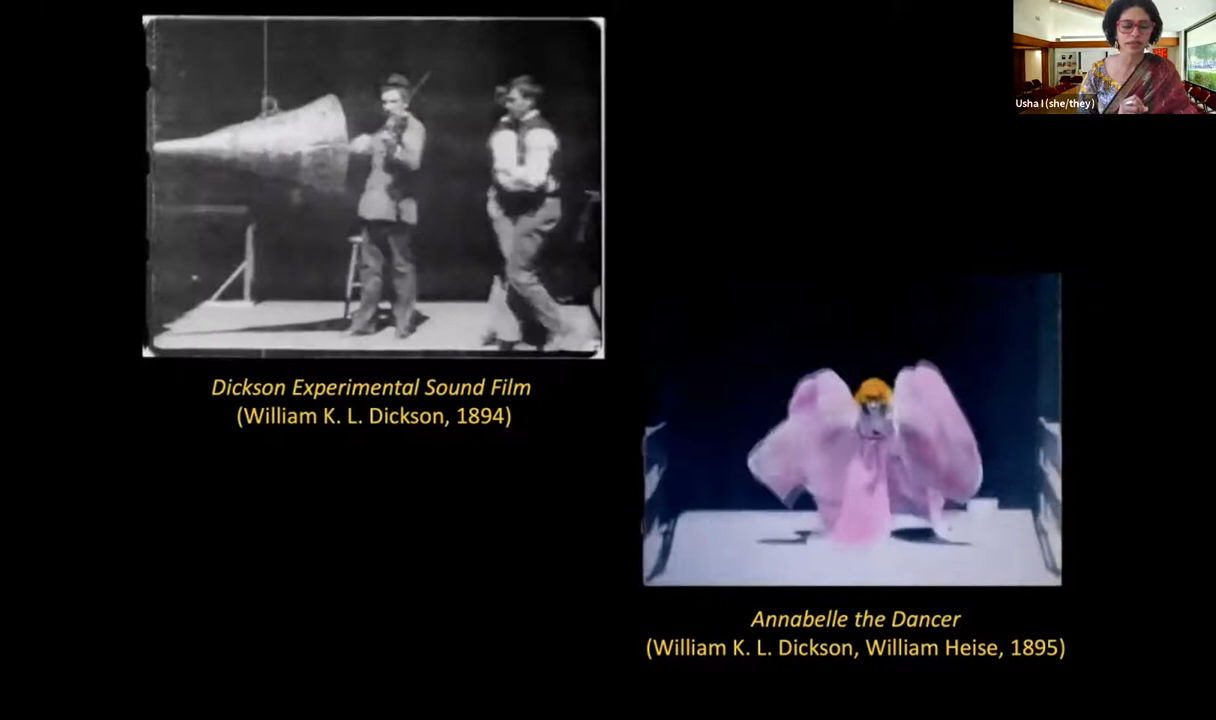 Usha I (she/they)
Dickson Experimental Sound Film
(William K. L. Dickson, 1894)
Annabelle the Dancer
(William K. L. Dickson, William Heise, 1895)